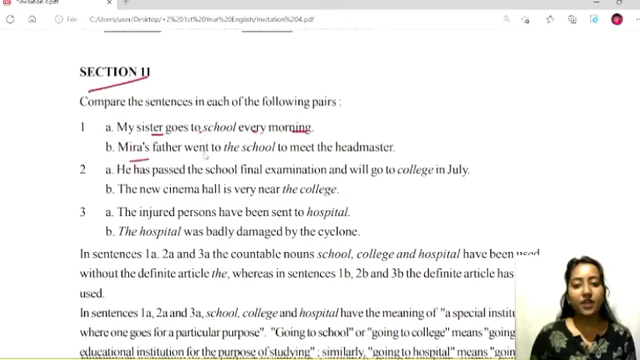 Invitation 4.pdf
File
C:/Users/user/Desktop/+2%201st%20Year%20English/Invitation%204.pdf
SECTION 11
Compare the sentences in each of the following pairs :
1 a. My sister goes to school every morning.
b. Mira's father went to the school to meet the headmaster.
2 a. He has passed the school final examination and will go to college in July.
b. The new cinema hall is very near the college.
3 a. The injured persons have been sent to hospital.
b. The hospital was badly damaged by the cyclone.
In sentences 1a. 2a and 3a the countable nouns school, college and hospital have been used
without the definite article the, whereas in sentences 1b, 2b and 3b the definite article has
used.
In sentences 1a, 2a and 3a, school, college and hospital have the meaning of "a special
where one goes for a particular purpose". "Going to school" or "going to college" means "going
educational institution for the purpose of studying" ; similarly, "going to hospital" means